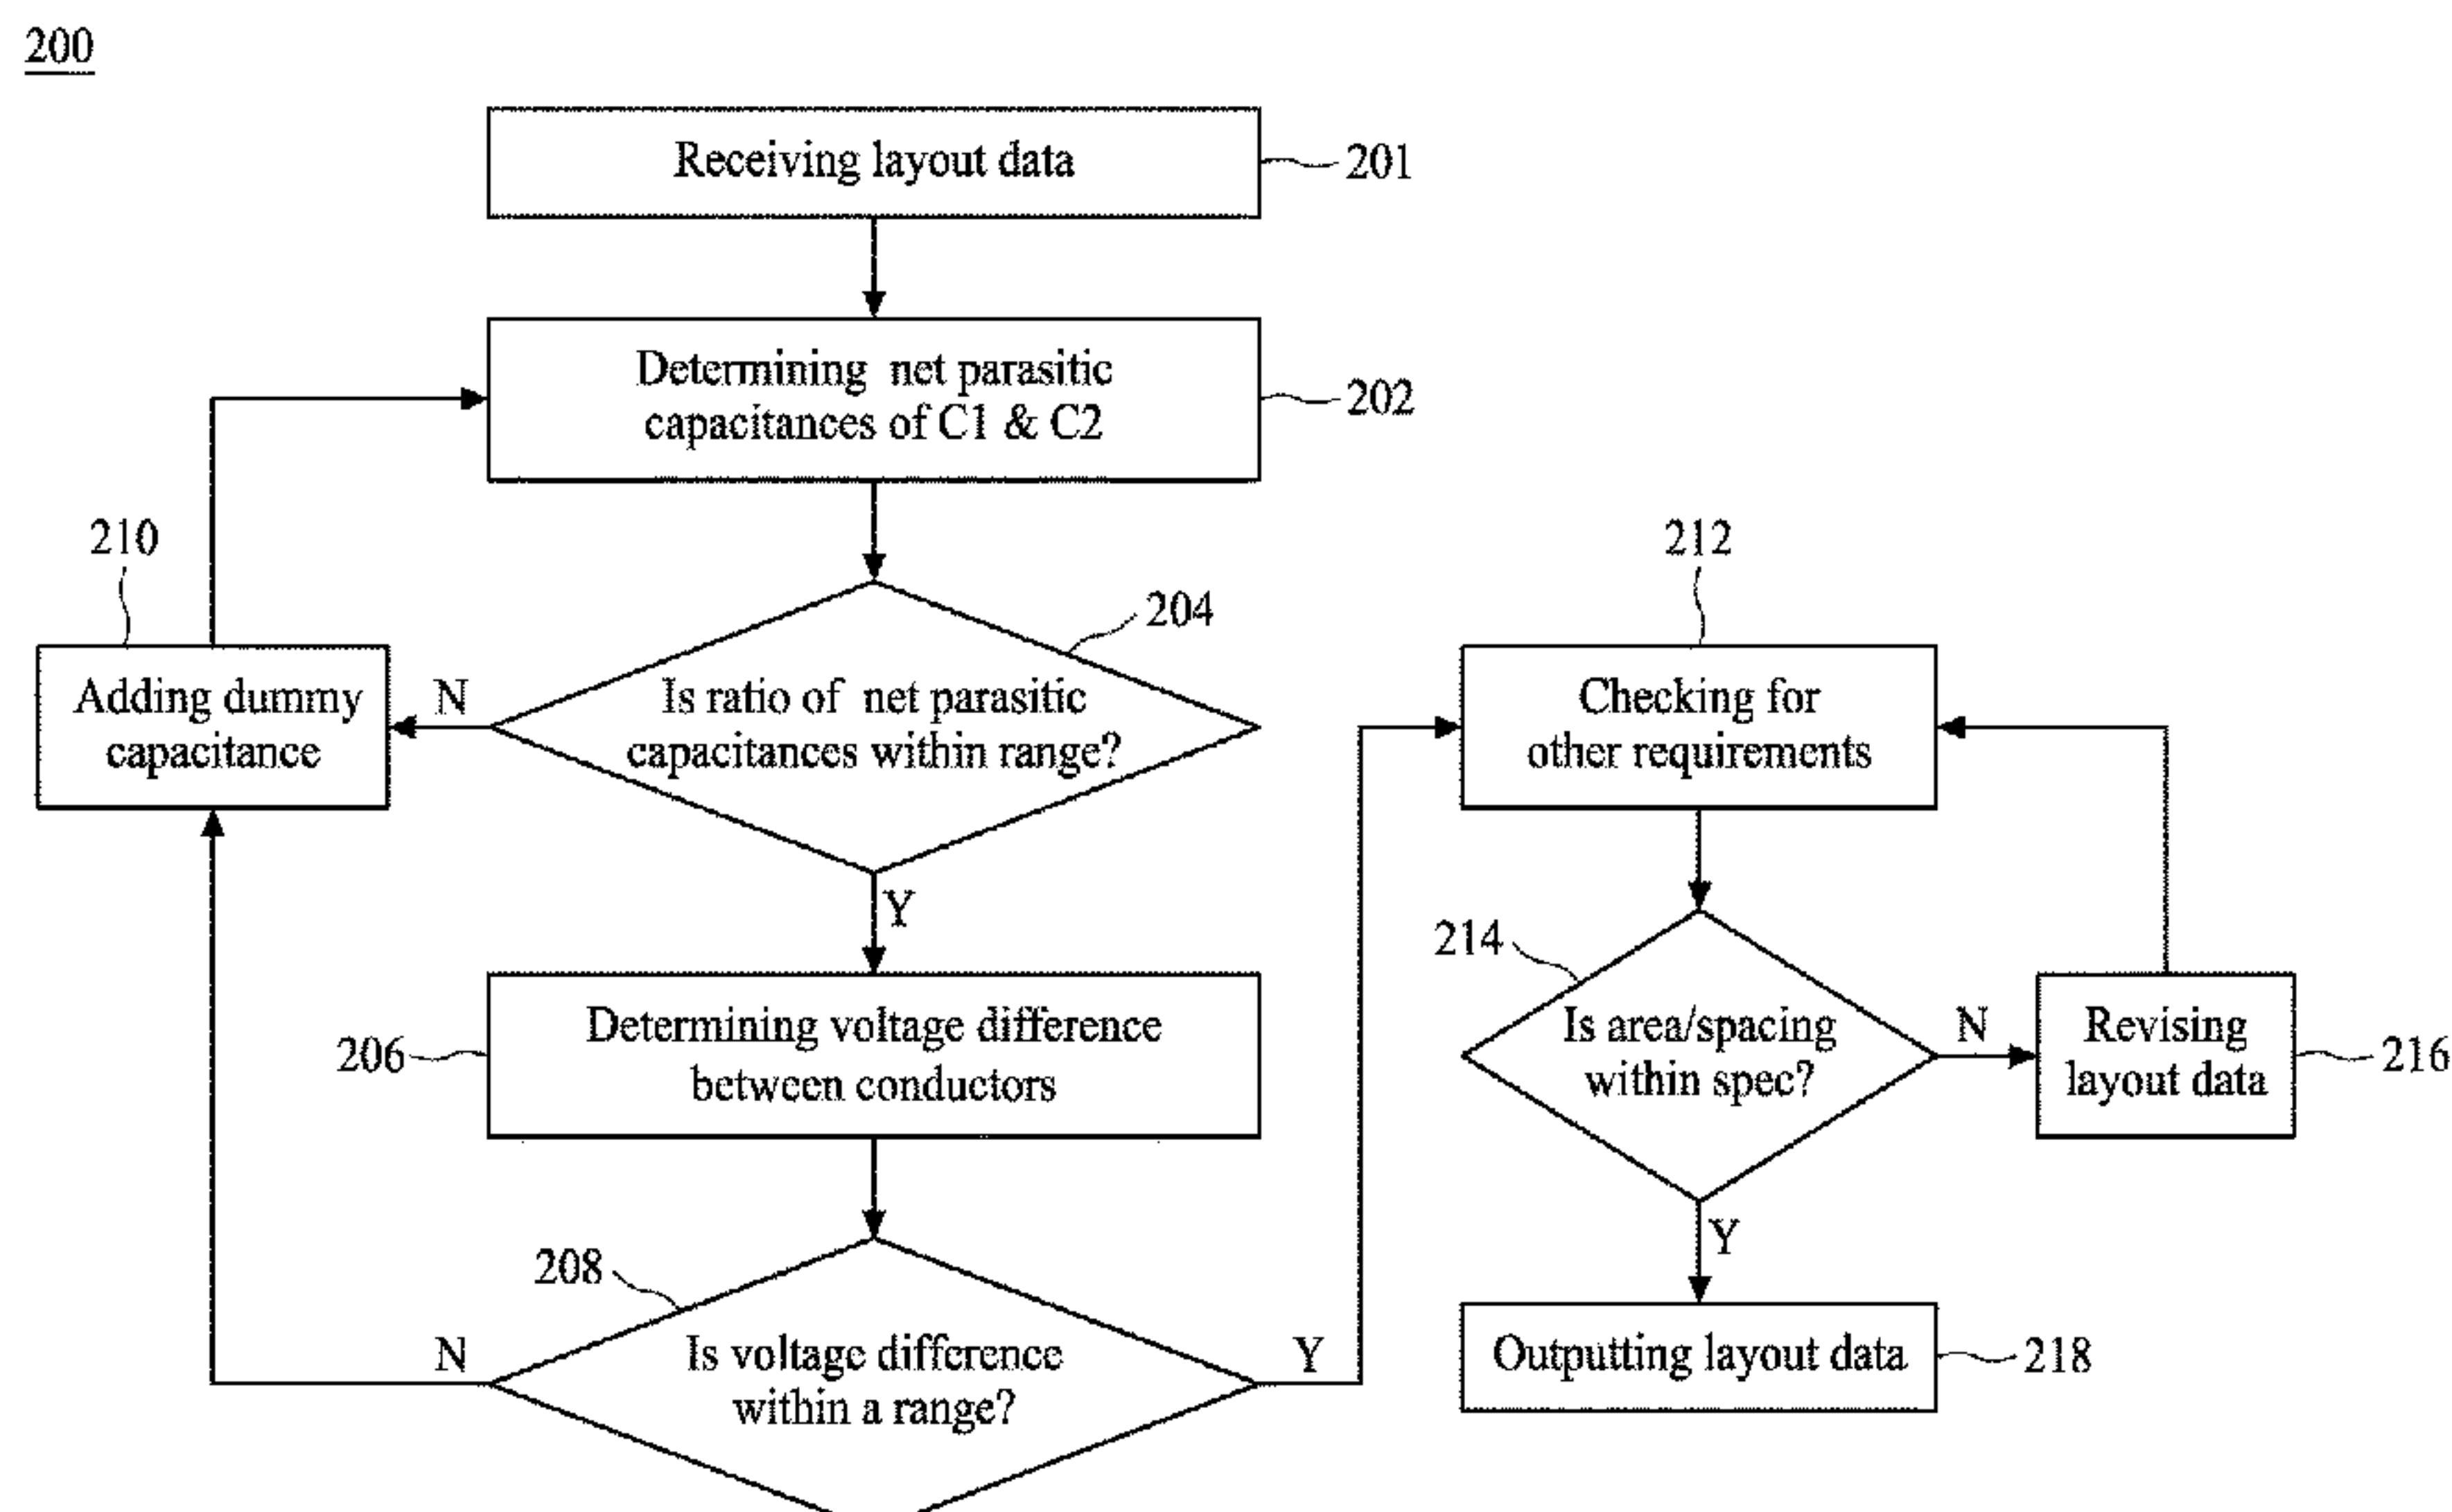 200
Receiving layout data
201
Determining net parasitic
capacitances of C1 & C2
202
210
Adding dummy
capacitance
N
204
Is ratio of net parasitic
capacitances within range?
Y
206
Determining voltage difference
between conductors
208
N
Is voltage difference
within a range?
Y
212
Checking for
other requirements
214
Is area/spacing
within spec?
N
Revising
layout data
216
Y
Outputting layout data
218